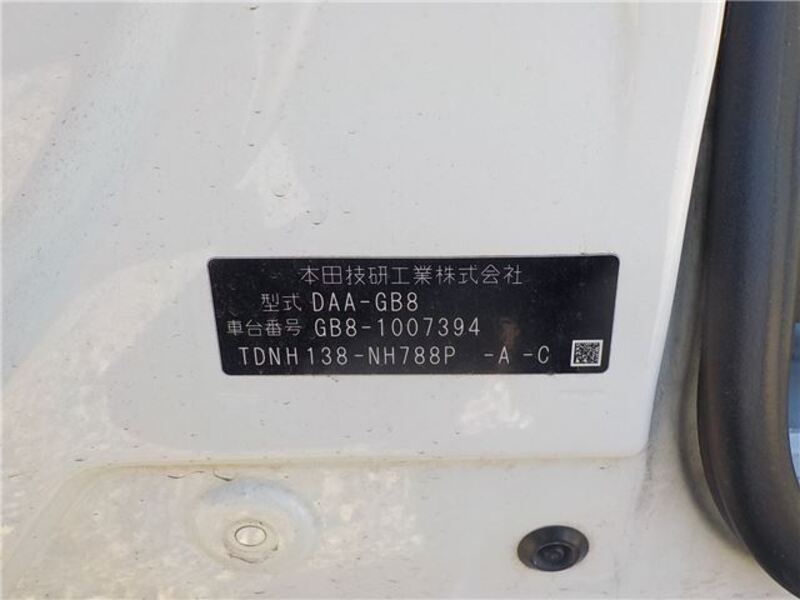 本田技研工業株式会社
型式 DAA-GB8
車台番号 GB8-1007394
TDNH138-NH788P -A-C